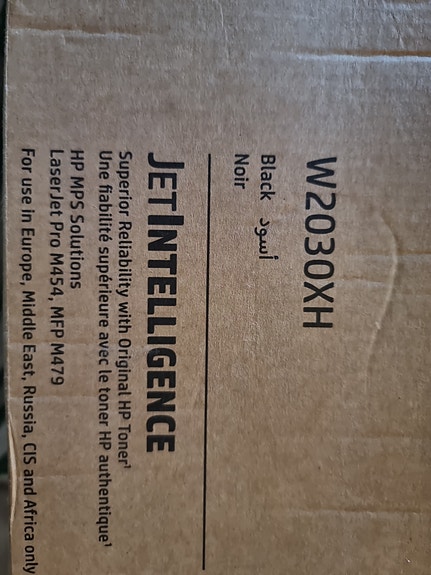 W2030XH
Black أسود
Noir
JETINTELLIGENCE
Superior Reliability with Original HP Toner¹
Une fiabilité supérieure avec le toner HP authentique¹
HP MPS Solutions
LaserJet Pro M454, MFP M479
For use in Europe, Middle East, Russia, CIS and Africa only